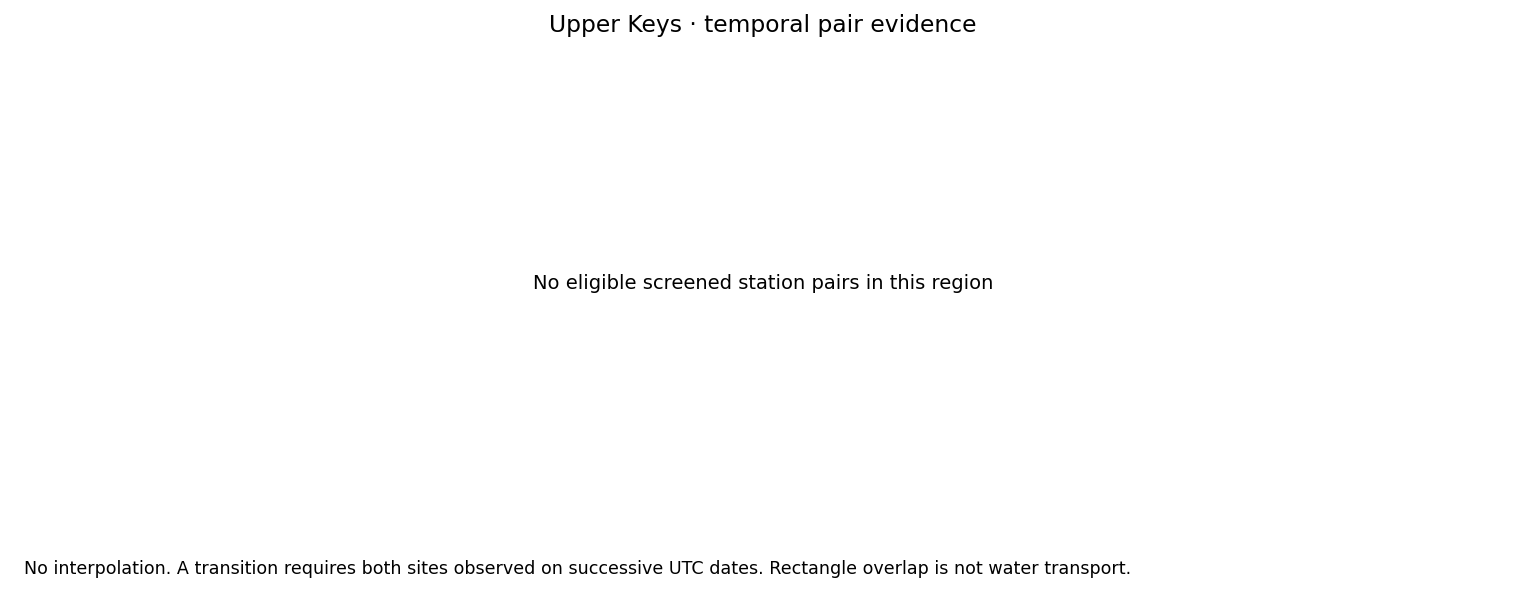 Upper Keys · temporal pair evidence
No eligible screened station pairs in this region
No interpolation. A transition requires both sites observed on successive UTC dates. Rectangle overlap is not water transport.